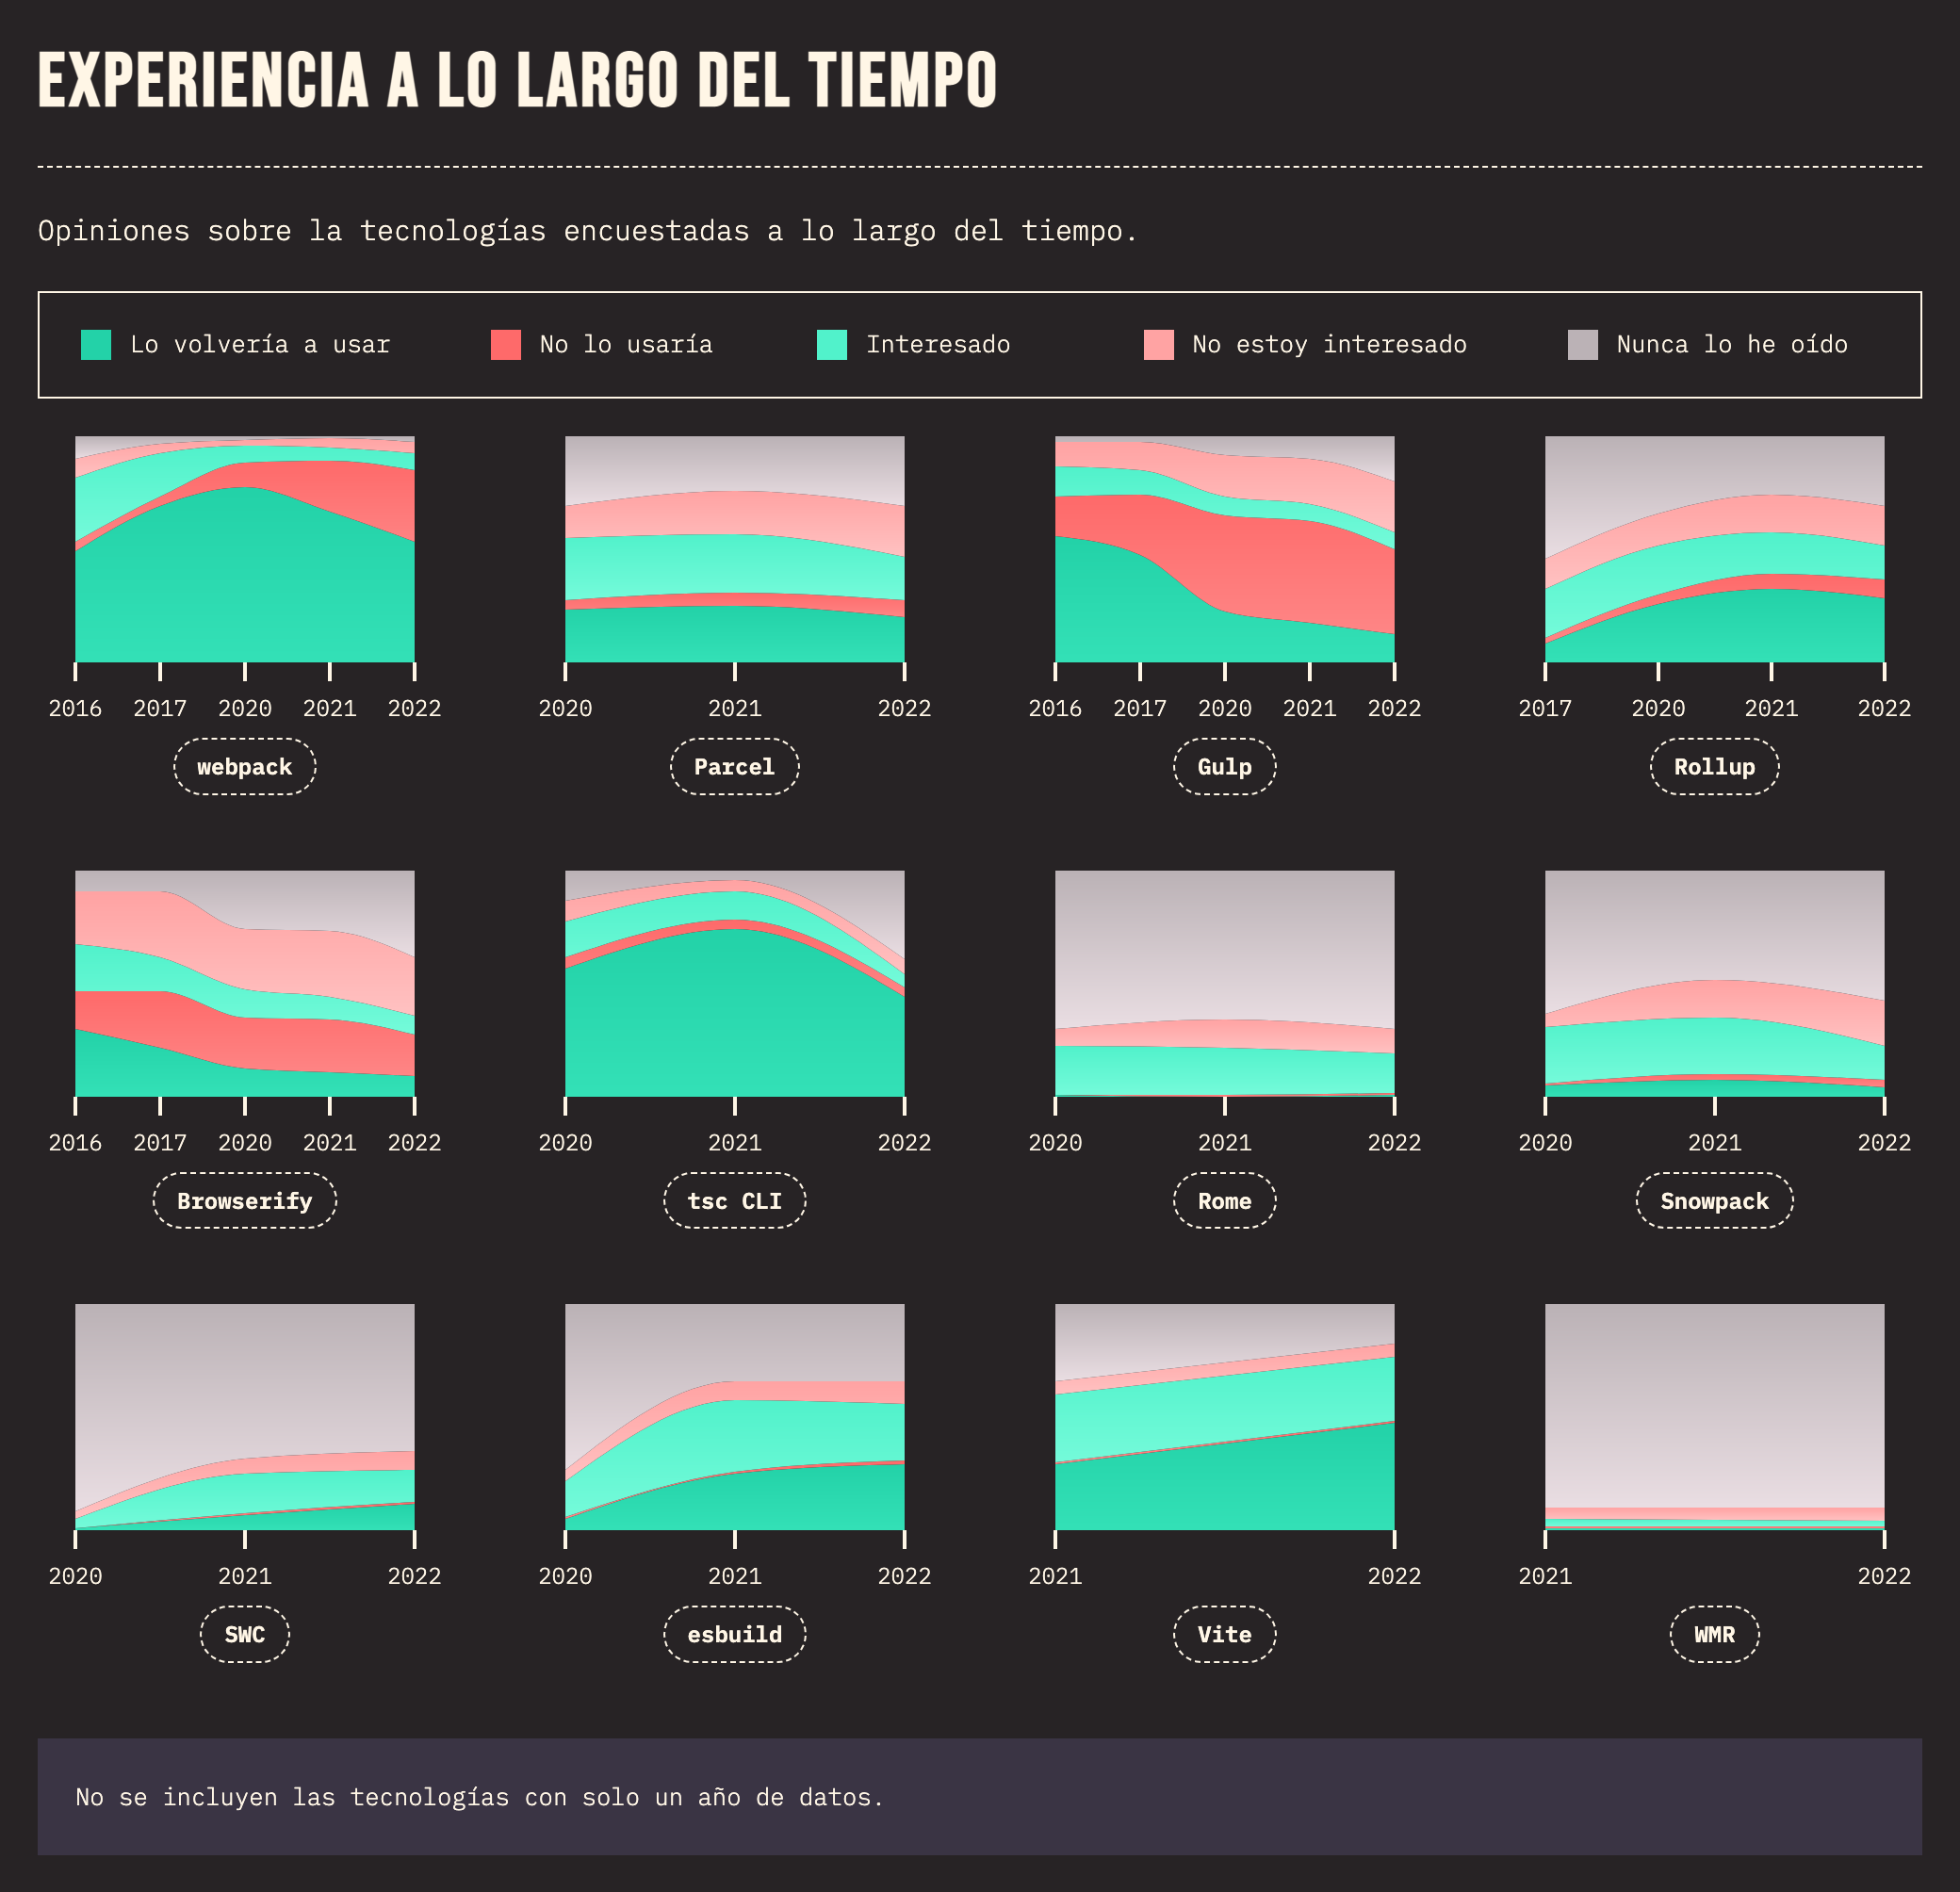 EXPERIENCIA A LO LARGO DEL TIEMPO
Opiniones sobre la tecnologías encuestadas a lo largo del tiempo.
Lo volvería a usar No lo usaría Interesado No estoy interesado Nunca lo he oído
2016 2017 2020 2021 2022 2020 2021 2022 2016 2017 2020 2021 2022 2017 2020 2021 2022
webpack Parcel Gulp Rollup
2016 2017 2020 2021 2022 2020 2021 2022 2020 2021 2022 2020 2021 2022
Browserify tsc CLI Rome Snowpack
2020 2021 2022 2020 2021 2022 2021 2022 2021 2022
SWC esbuild Vite WMR
No se incluyen las tecnologías con solo un año de datos.